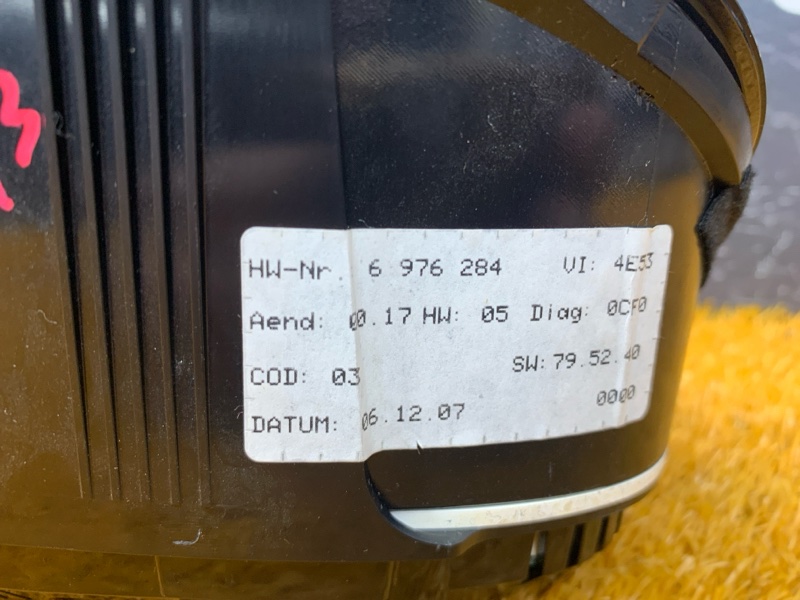 HW-Nr. 6 976 284 VI: 4E53
Aend: 00.17 HW: 05 Diag: 0CF0
COD: 03 SW: 79.52.40
0000
DATUM: 06.12.07